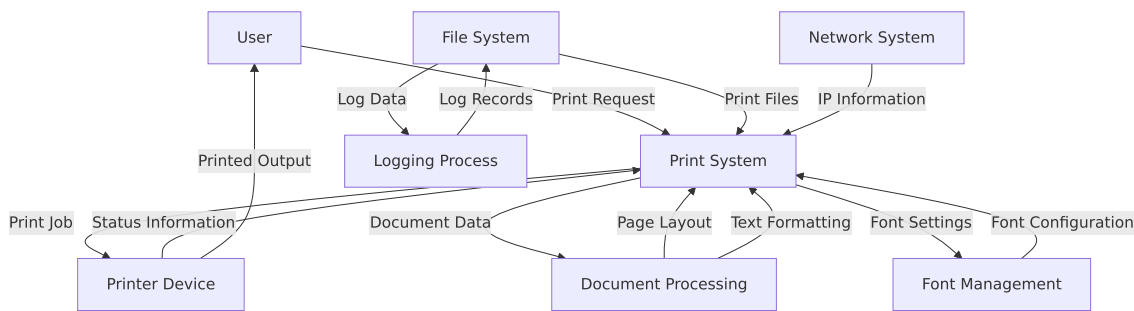 User
File System
Network System
Log Data
Log Records
Print Request
Print Files
IP Information
Printed Output
Logging Process
Print System
Print Job
Status Information
Document Data
Page Layout
Text Formatting
Font Settings
Font Configuration
Printer Device
Document Processing
Font Management